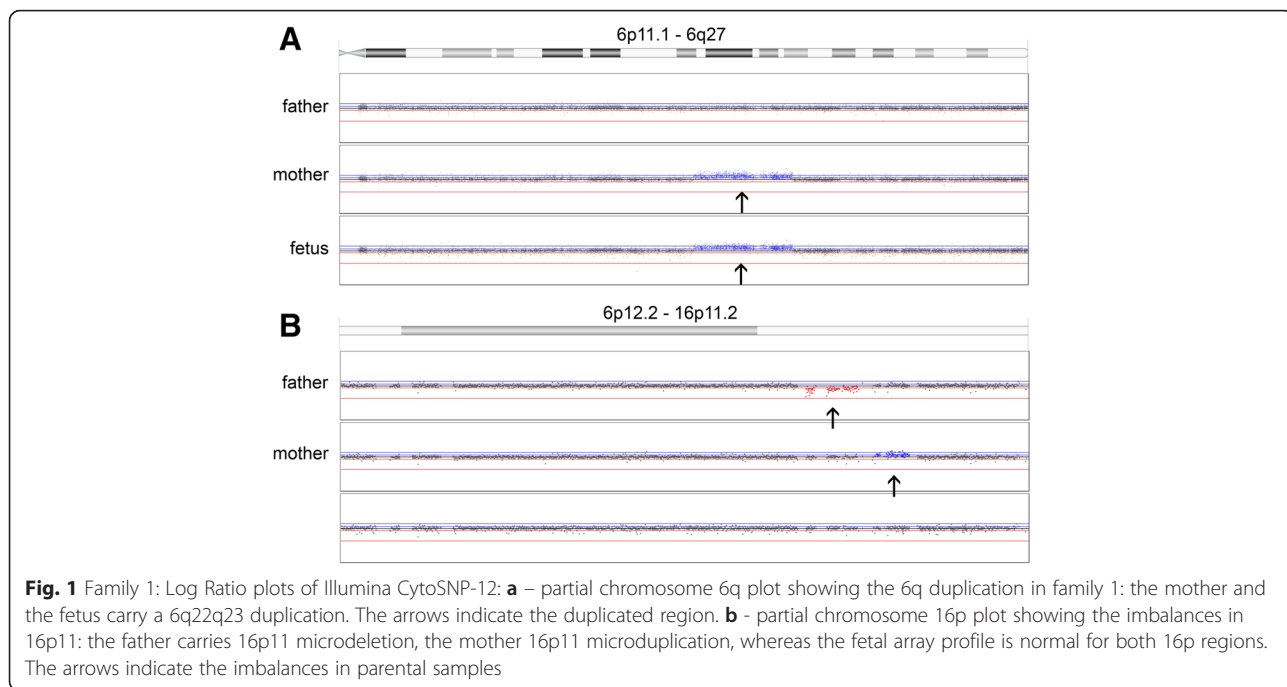 A
6p11.1 - 6q27
father
mother
fetus
B
6p12.2 - 16p11.2
father
mother
Fig. 1 Family 1: Log Ratio plots of Illumina CytoSNP-12: a – partial chromosome 6q plot showing the 6q duplication in family 1: the mother and
the fetus carry a 6q22q23 duplication. The arrows indicate the duplicated region. b - partial chromosome 16p plot showing the imbalances in
16p11: the father carries 16p11 microdeletion, the mother 16p11 microduplication, whereas the fetal array profile is normal for both 16p regions.
The arrows indicate the imbalances in parental samples